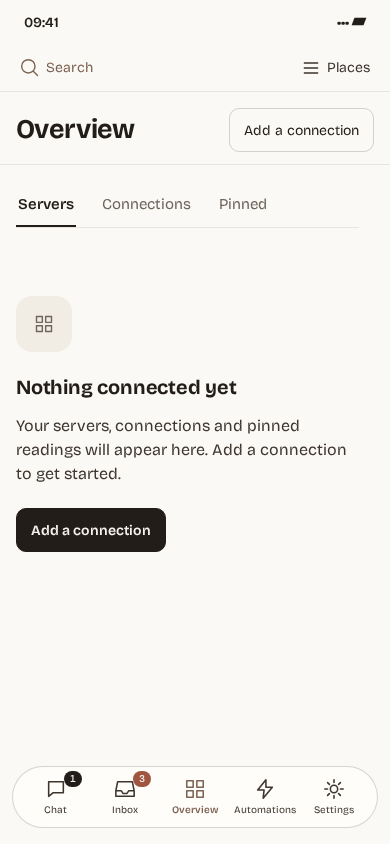 09:41
Search
Places
Overview
Add a connection
Servers
Connections
Pinned
Nothing connected yet
Your servers, connections and pinned
readings will appear here. Add a connection
to get started.
Add a connection
1
3
Chat
Inbox
Overview
Automations
Settings